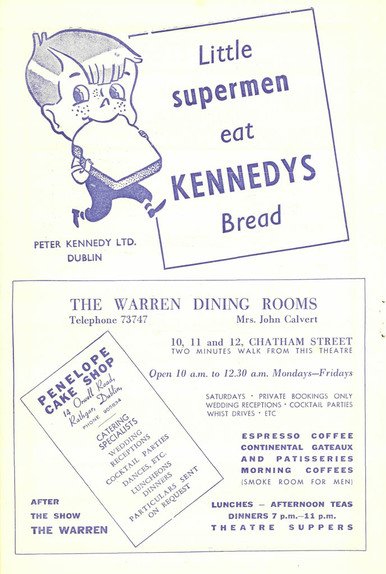 Little
supermen
eat
KENNEDYS
Bread
PETER KENNEDY LTD.
DUBLIN
THE WARREN DINING ROOMS
Telephone 73747 Mrs. John Calvert
10, 11 and 12, CHATHAM STREET
TWO MINUTES WALK FROM THIS THEATRE
Open 10 a.m. to 12.30 a.m. Mondays—Fridays
SATURDAYS · PRIVATE BOOKINGS ONLY
WEDDING RECEPTIONS · COCKTAIL PARTIES
WHIST DRIVES · ETC
ESPRESSO COFFEE
CONTINENTAL GATEAUX
AND PATISSERIES
MORNING COFFEES
(SMOKE ROOM FOR MEN)
LUNCHES — AFTERNOON TEAS
DINNERS 7 p.m.—11 p.m.
THEATRE SUPPERS
PENELOPE
CAKE SHOP
14 Orwell Road,
Rathgar, Dublin.
PHONE
CATERING
SPECIALISTS
WEDDING
RECEPTIONS
COCKTAIL PARTIES
DANCES, ETC.
LUNCHEONS
DINNERS
PARTICULARS SENT
ON REQUEST
AFTER
THE SHOW
THE WARREN